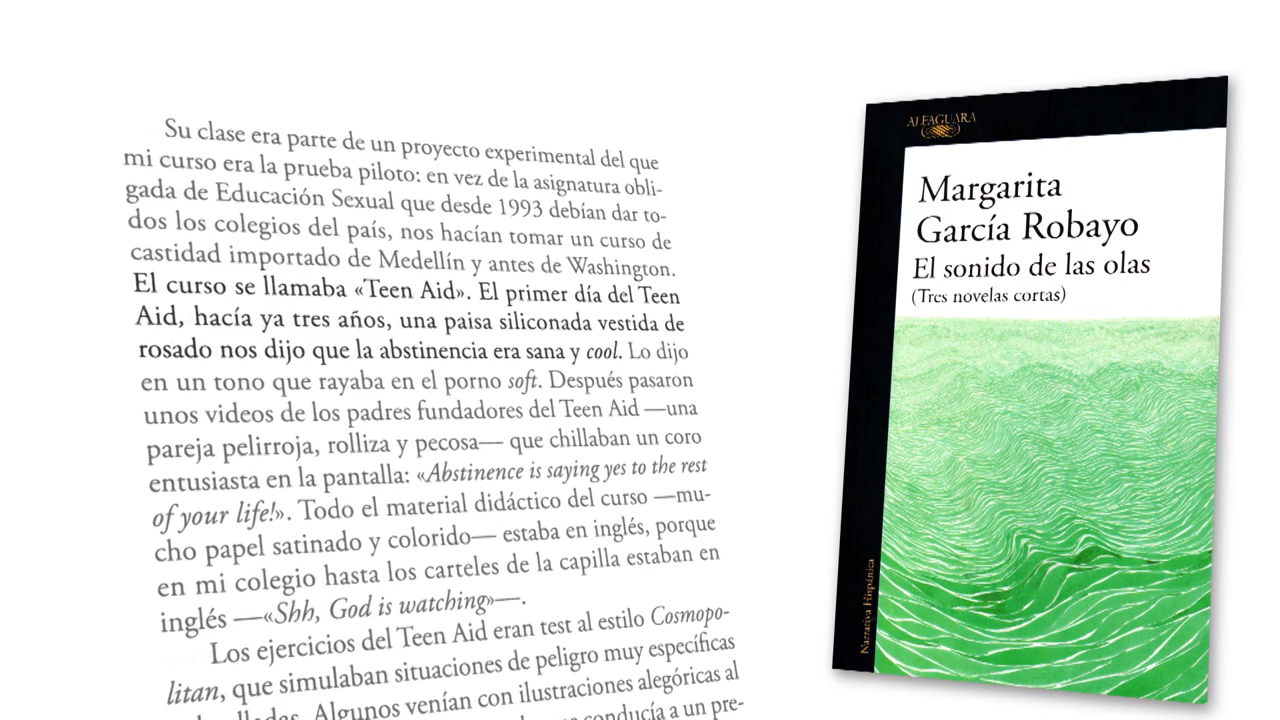 Su clase era parte de un proyecto experimental del que
mi curso era la prueba piloto: en vez de la asignatura obli-
gada de Educación Sexual que desde 1993 debían dar to-
dos los colegios del país, nos hacían tomar un curso de
castidad importado de Medellín y antes de Washington.
El curso se llamaba «Teen Aid». El primer día del Teen
Aid, hacía ya tres años, una paisa siliconada vestida de
rosado nos dijo que la abstinencia era sana y cool. Lo dijo
en un tono que rayaba en el porno soft. Después pasaron
unos videos de los padres fundadores del Teen Aid —una
pareja pelirroja, rolliza y pecosa— que chillaban un coro
entusiasta en la pantalla: «Abstinence is saying yes to the rest
of your life!». Todo el material didáctico del curso —mu-
cho papel satinado y colorido— estaba en inglés, porque
en mi colegio hasta los carteles de la capilla estaban en
inglés —«Shh, God is watching»—.
Los ejercicios del Teen Aid eran test al estilo Cosmopo-
litan, que simulaban situaciones de peligro muy específicas
Algunos venían con ilustraciones alegóricas al
conducía a un pre-
ALFAGUARA
Margarita
García Robayo
El sonido de las olas
(Tres novelas cortas)
Narrativa Hispánica